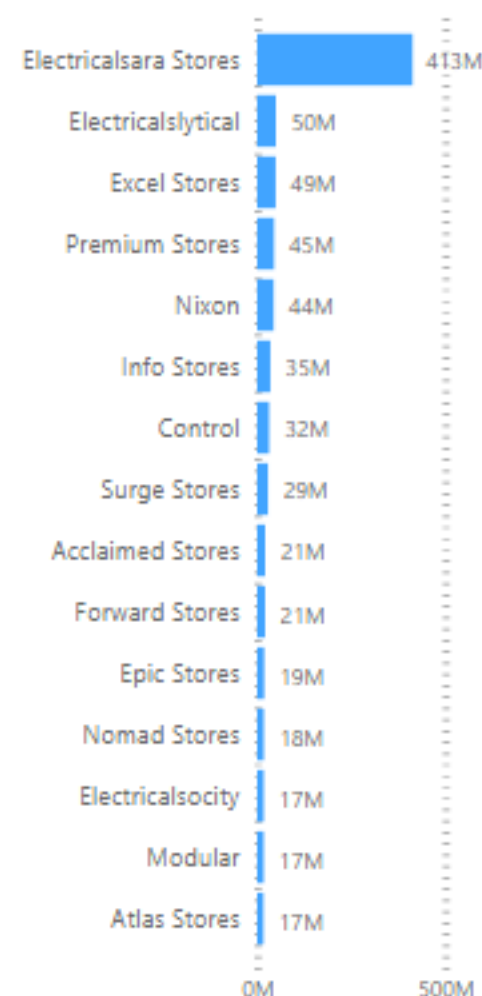 Electricalsara Stores 413M
Electricalslytical 50M
Excel Stores 49M
Premium Stores 45M
Nixon 44M
Info Stores 35M
Control 32M
Surge Stores 29M
Acclaimed Stores 21M
Forward Stores 21M
Epic Stores 19M
Nomad Stores 18M
Electricalsocity 17M
Modular 17M
Atlas Stores 17M
0M 500M